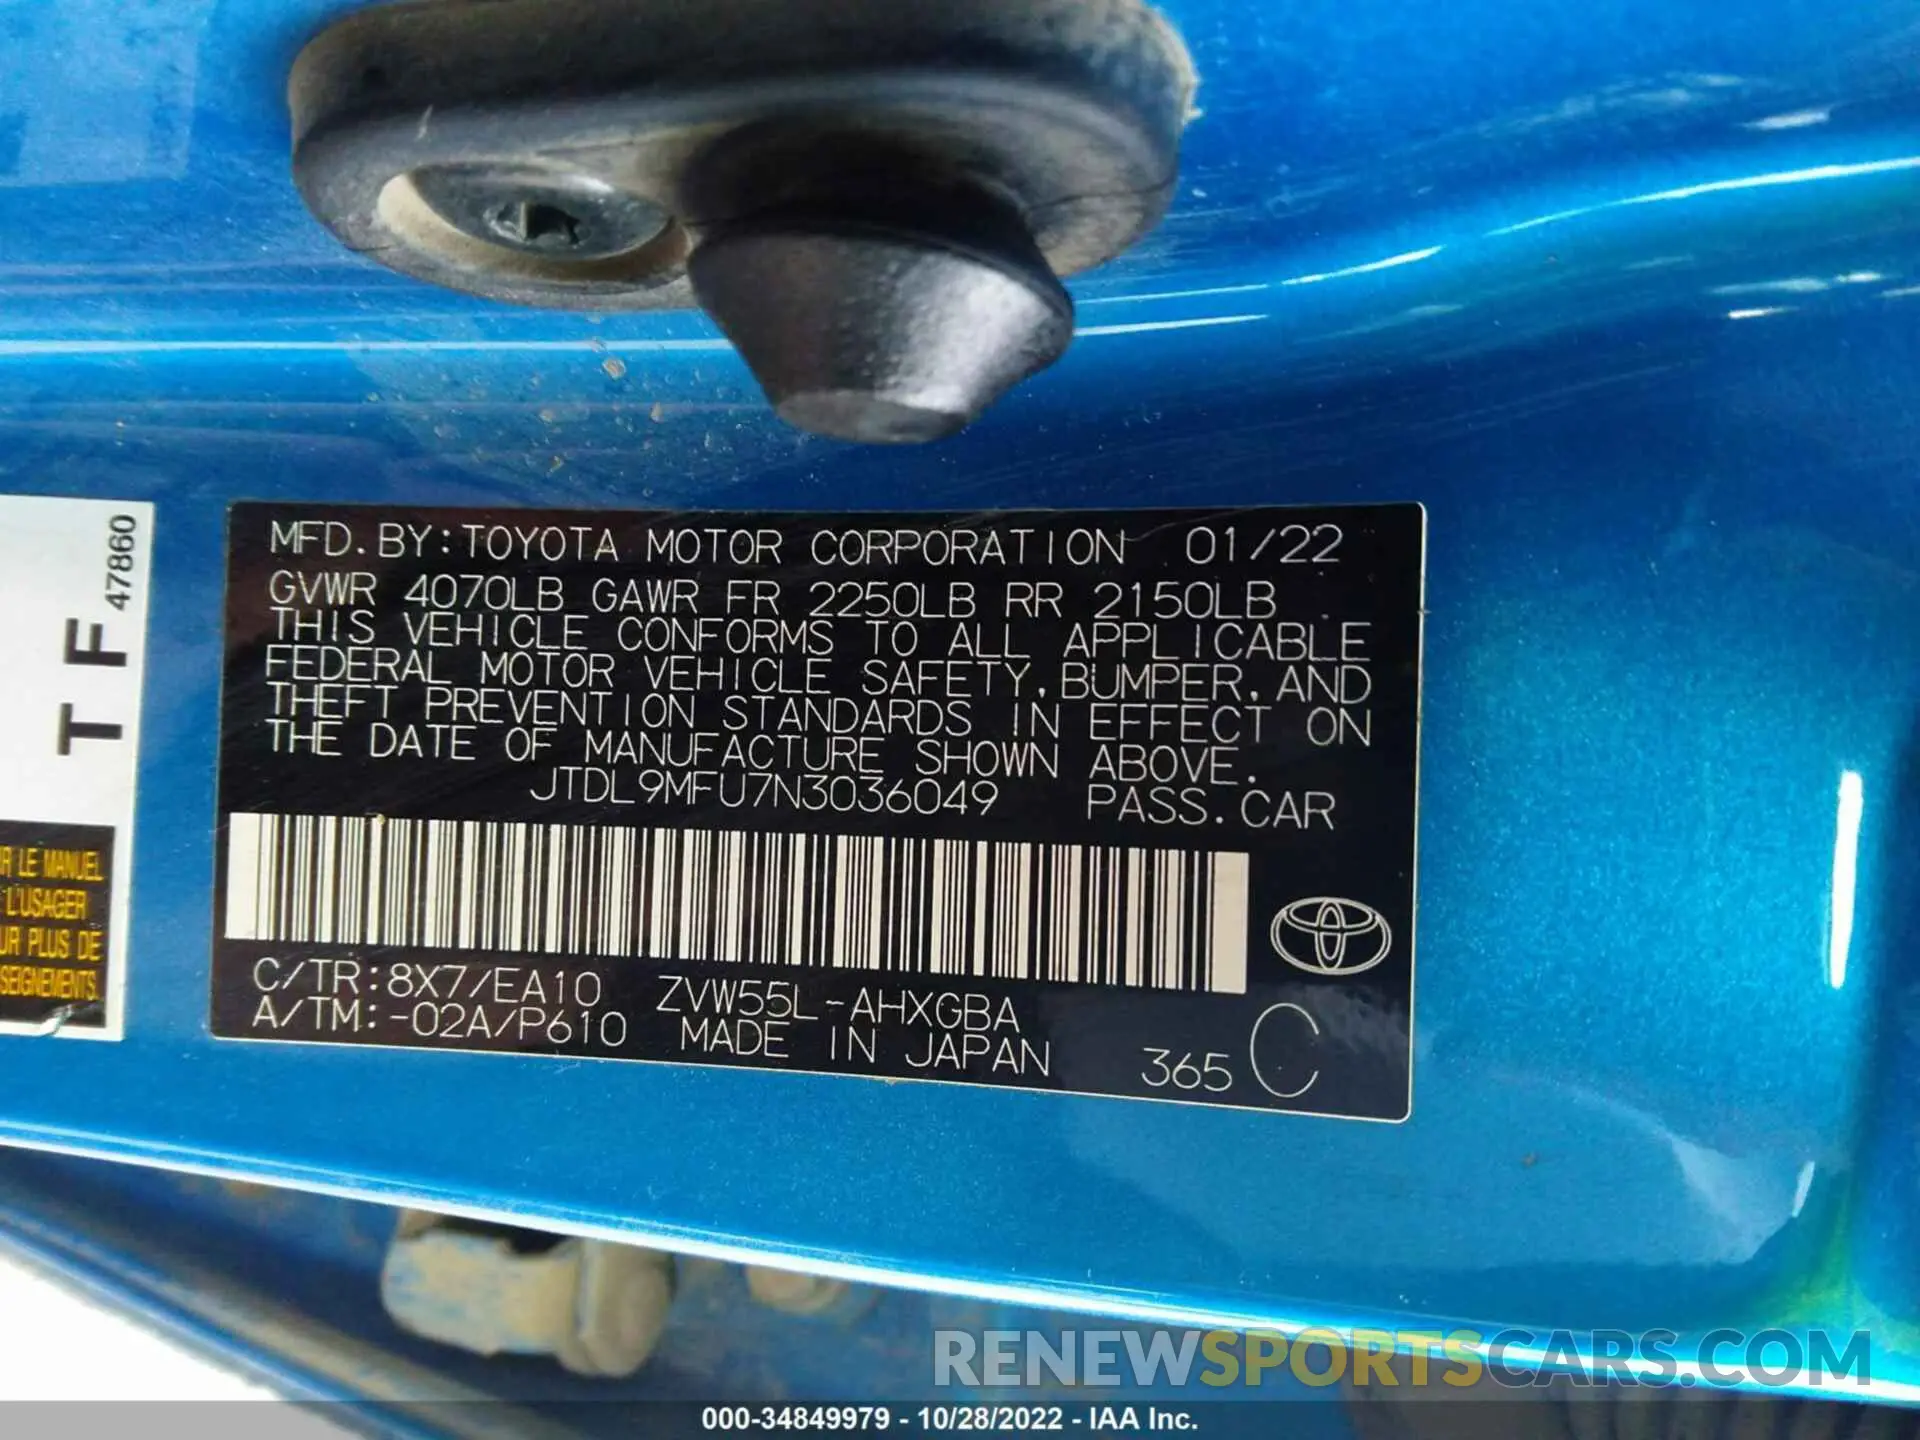 MFD. BY: TOYOTA MOTOR CORPORATION 01/22
GVWR 4070LB GAWR FR 2250LB RR 2150LB
THIS VEHICLE CONFORMS TO ALL APPLICABLE
FEDERAL MOTOR VEHICLE SAFETY, BUMPER, AND
THEFT PREVENTION STANDARDS IN EFFECT ON
THE DATE OF MANUFACTURE SHOWN ABOVE.
JTDL9MFU7N3036049 PASS. CAR
C/TR: 8X7/EA10 ZVW55L-AHXGBA
A/TM: -02A/P610 MADE IN JAPAN 365 C
T F 47860
LE MANUEL
L'USAGER
PLUS DE
RENEWSPORTSCARS.COM
000-34849979 - 10/28/2022 - IAA Inc.